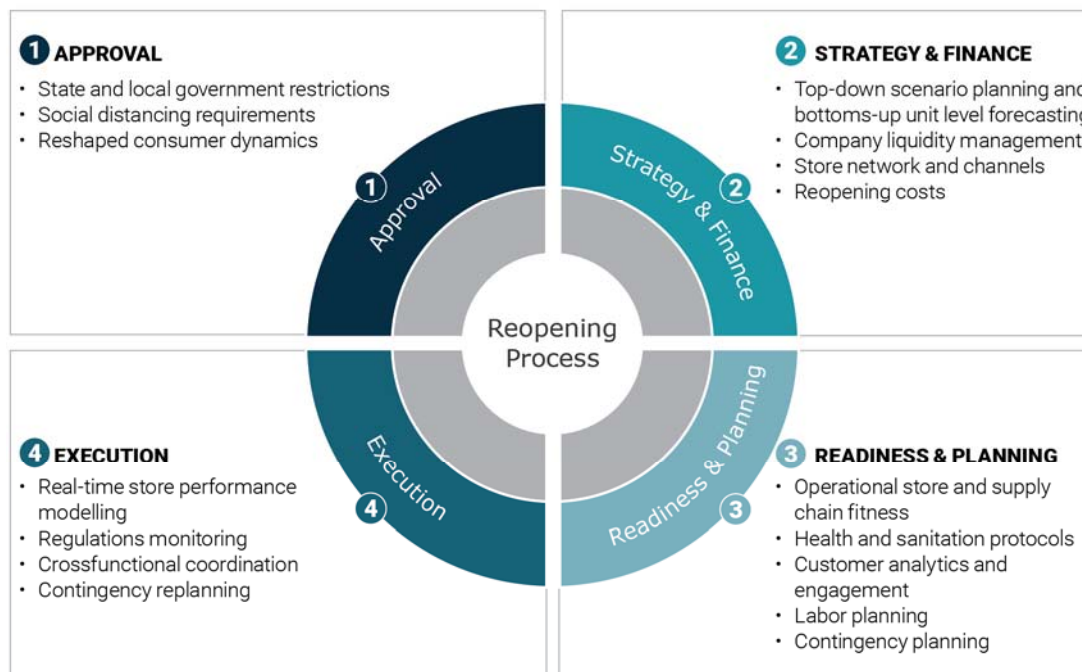 1 APPROVAL
• State and local government restrictions
• Social distancing requirements
• Reshaped consumer dynamics
2 STRATEGY & FINANCE
• Top-down scenario planning and
bottoms-up unit level forecasting
• Company liquidity management
• Store network and channels
• Reopening costs
1
Approval
Strategy & Finance
2
Reopening
Process
4 EXECUTION
• Real-time store performance
modelling
• Regulations monitoring
• Crossfunctional coordination
• Contingency replanning
Execution
4
Readiness & Planning
3
3 READINESS & PLANNING
• Operational store and supply
chain fitness
• Health and sanitation protocols
• Customer analytics and
engagement
• Labor planning
• Contingency planning